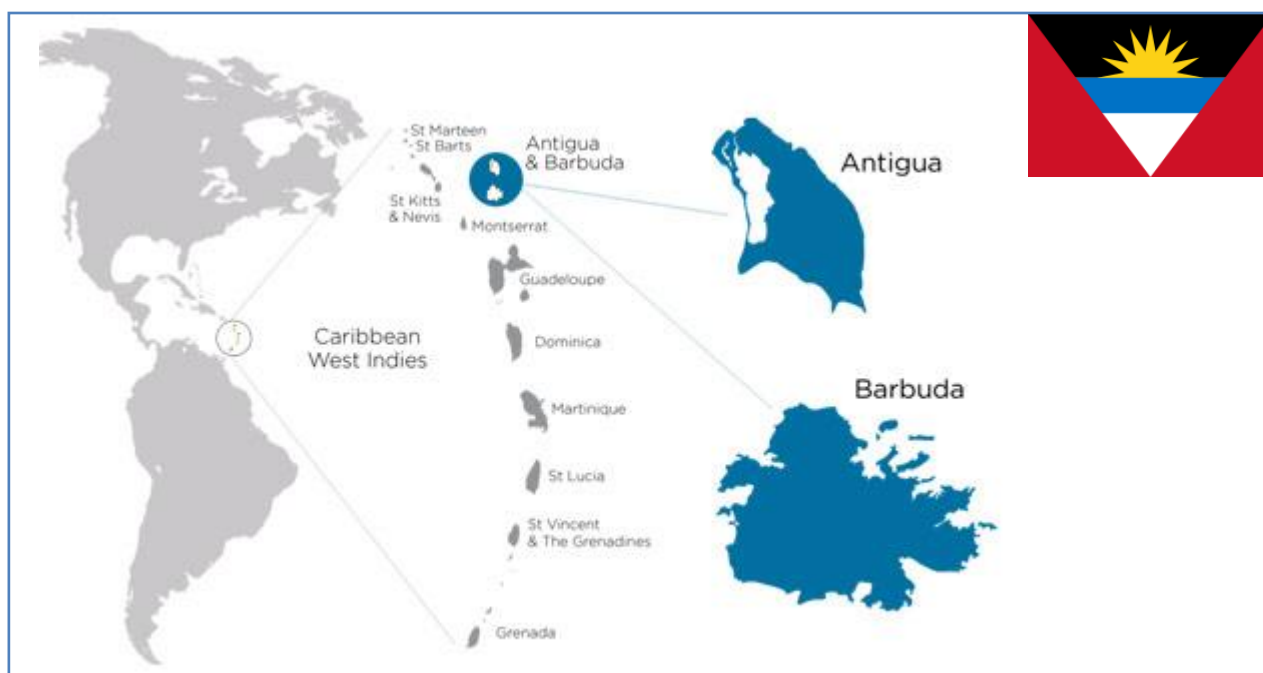 St Marteen
St Barts
Antigua
& Barbuda
St Kitts
& Nevis
Montserrat
Guadeloupe
Caribbean
West Indies
Dominica
Martinique
St Lucia
St Vincent
& The Grenadines
Grenada
Antigua
Barbuda